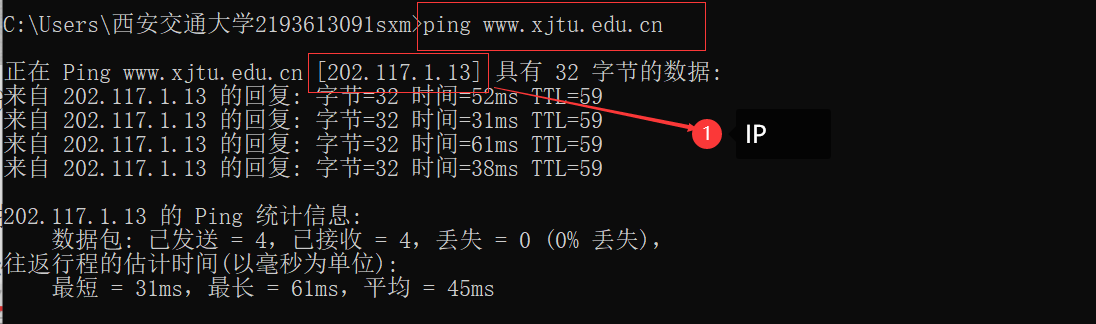 C:\Users\西安交通大学2193613091sxm>ping www.xjtu.edu.cn
正在 Ping www.xjtu.edu.cn [202.117.1.13] 具有 32 字节的数据:
来自 202.117.1.13 的回复: 字节=32 时间=52ms TTL=59
来自 202.117.1.13 的回复: 字节=32 时间=31ms TTL=59
1 IP
来自 202.117.1.13 的回复: 字节=32 时间=61ms TTL=59
来自 202.117.1.13 的回复: 字节=32 时间=38ms TTL=59
202.117.1.13 的 Ping 统计信息:
数据包: 已发送 = 4，已接收 = 4，丢失 = 0 (0% 丢失)，
往返行程的估计时间(以毫秒为单位):
最短 = 31ms，最长 = 61ms，平均 = 45ms